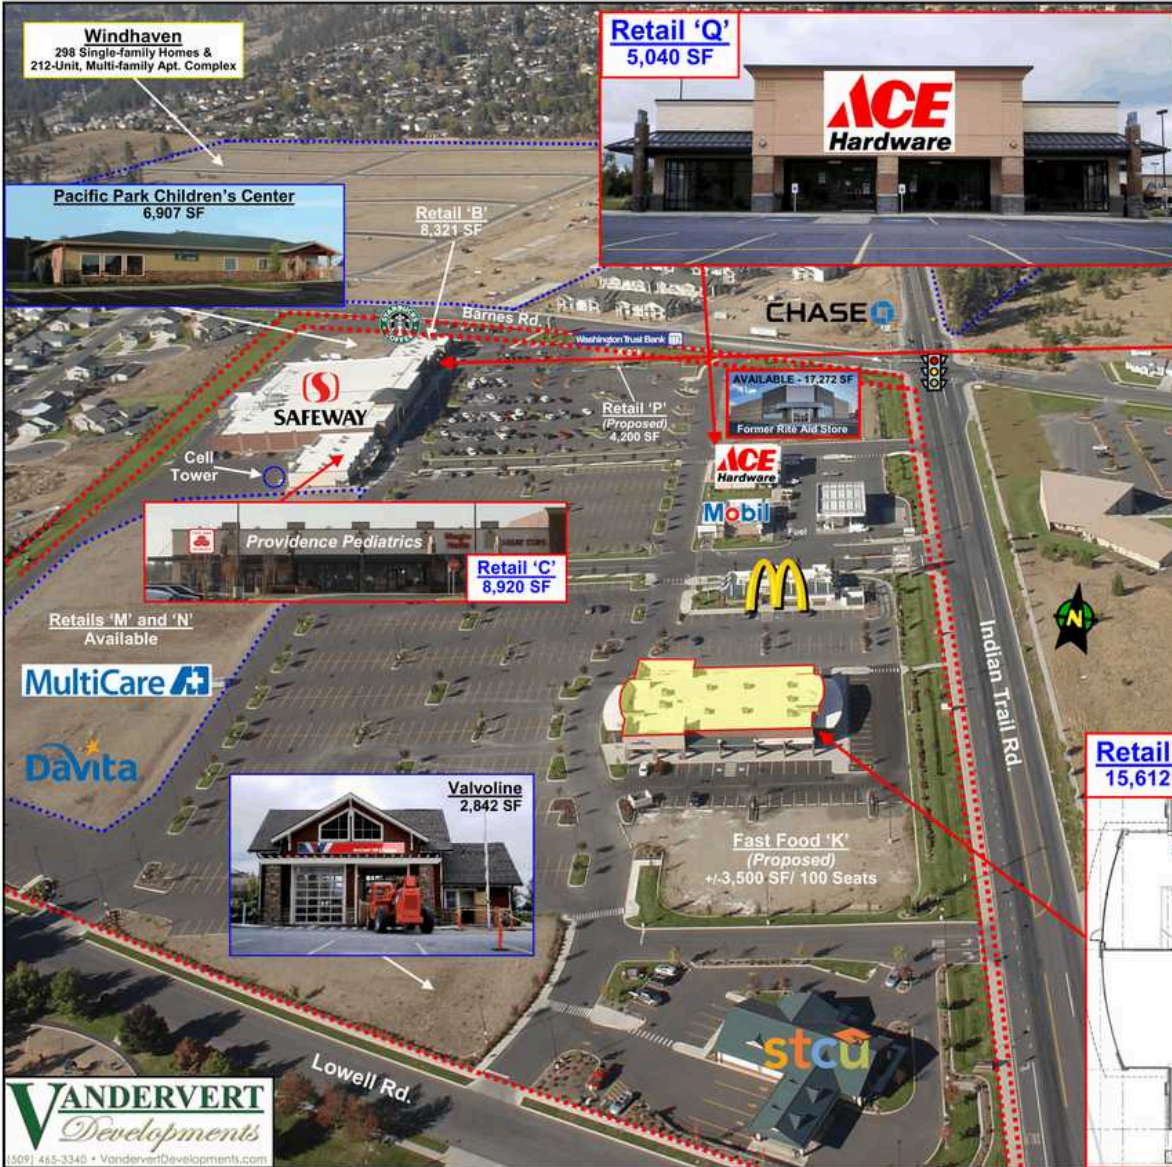 Windhaven
298 Single-family Homes &
212-Unit, Multi-family Apt. Complex
Retail 'Q'
5,040 SF
ACE
Hardware
Pacific Park Children's Center
6,907 SF
Retail 'B'
8,321 SF
STARBUCKS
COFFEE
Barnes Rd.
Washington Trust Bank
CHASE
SAFEWAY
AVAILABLE - 17,272 SF
Former Rite Aid Store
Retail 'P'
(Proposed)
4,200 SF
Cell
Tower
ACE
Hardware
Mobil
Fuel
Providence Pediatrics
Retail 'C'
8,920 SF
Retails 'M' and 'N'
Available
MultiCare
DaVita
N
Indian Trail Rd.
Retail
15,612
Valvoline
2,842 SF
Fast Food 'K'
(Proposed)
+/-3,500 SF/ 100 Seats
stcu
Lowell Rd.
VANDERVERT
Developments
(509) 465-3340 • VandervertDevelopments.com